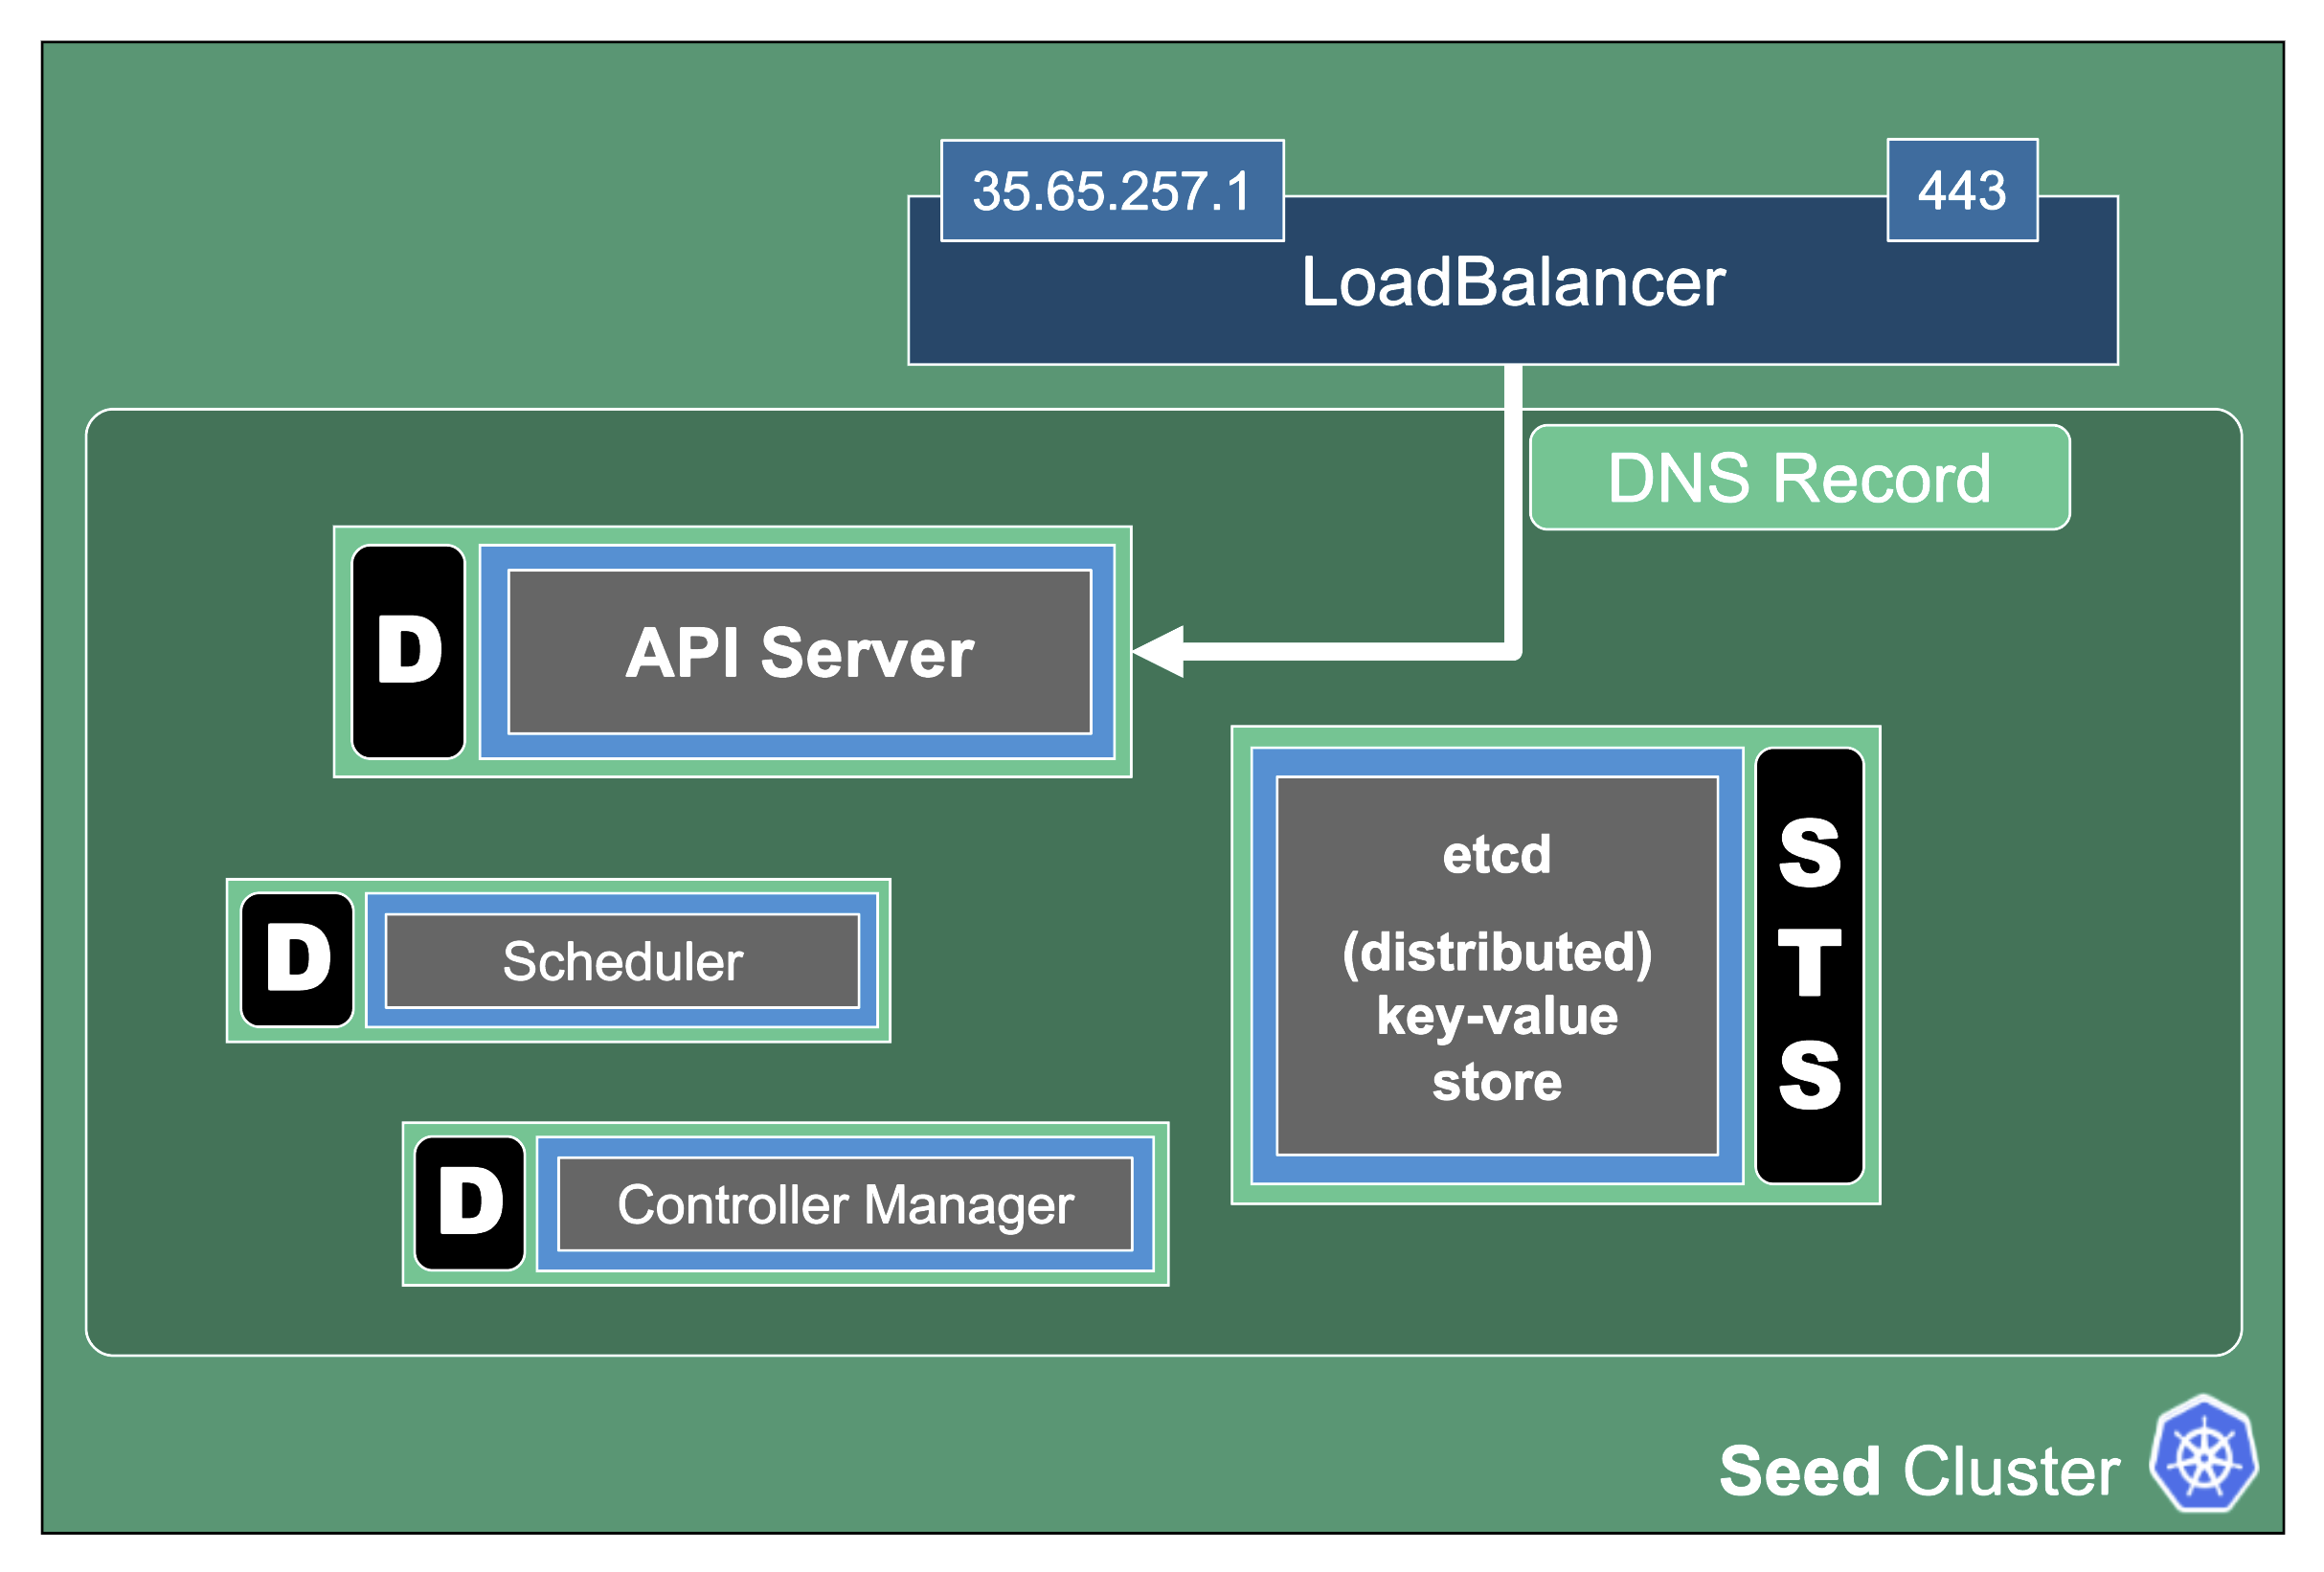 35.65.257.1
443
LoadBalancer
DNS Record
D
API Server
etcd
(distributed)
key-value
store
S
T
S
D
Scheduler
D
Controller Manager
Seed Cluster